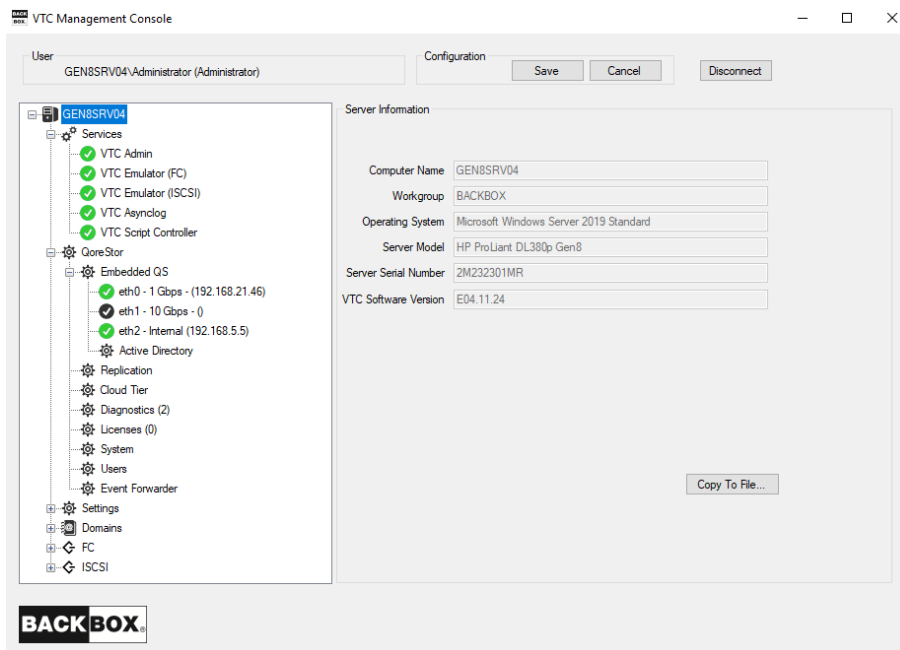 BACK BOX. VTC Management Console
User
GEN8SRV04\Administrator (Administrator)
Configuration
Save Cancel
Disconnect
GEN8SRV04
Services
VTC Admin
VTC Emulator (FC)
VTC Emulator (ISCSI)
VTC Asynclog
VTC Script Controller
QoreStor
Embedded QS
eth0 - 1 Gbps - (192.168.21.46)
eth1 - 10 Gbps - ()
eth2 - Internal (192.168.5.5)
Active Directory
Replication
Cloud Tier
Diagnostics (2)
Licenses (0)
System
Users
Event Forwarder
Settings
Domains
FC
ISCSI
Server Information
Computer Name GEN8SRV04
Workgroup BACKBOX
Operating System Microsoft Windows Server 2019 Standard
Server Model HP ProLiant DL380p Gen8
Server Serial Number 2M232301MR
VTC Software Version E04.11.24
Copy To File...
BACKBOX®